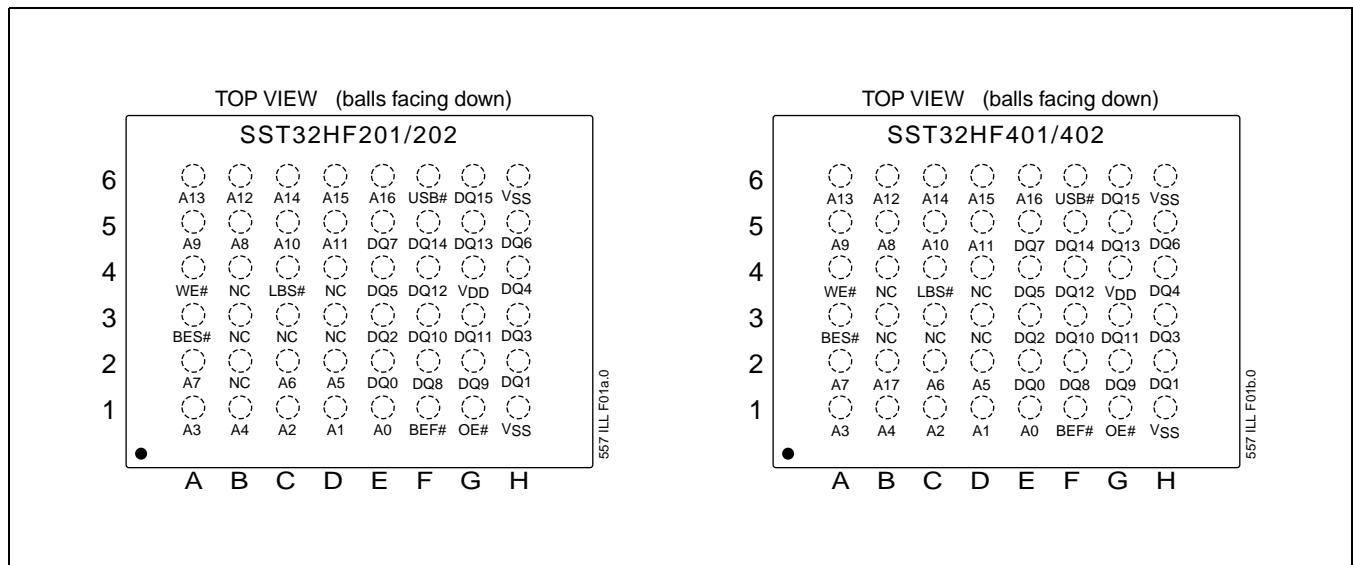 TOP VIEW (balls facing down)
SST32HF201/202
6
A13 A12 A14 A15 A16 USB# DQ15 VSS
5
A9 A8 A10 A11 DQ7 DQ14 DQ13 DQ6
4
WE# NC LBS# NC DQ5 DQ12 VDD DQ4
3
BES# NC NC NC DQ2 DQ10 DQ11 DQ3
2
A7 NC A6 A5 DQ0 DQ8 DQ9 DQ1
1
A3 A4 A2 A1 A0 BEF# OE# VSS
A B C D E F G H
557 ILL F01a.0
TOP VIEW (balls facing down)
SST32HF401/402
6
A13 A12 A14 A15 A16 USB# DQ15 VSS
5
A9 A8 A10 A11 DQ7 DQ14 DQ13 DQ6
4
WE# NC LBS# NC DQ5 DQ12 VDD DQ4
3
BES# NC NC NC DQ2 DQ10 DQ11 DQ3
2
A7 A17 A6 A5 DQ0 DQ8 DQ9 DQ1
1
A3 A4 A2 A1 A0 BEF# OE# VSS
A B C D E F G H
557 ILL F01b.0